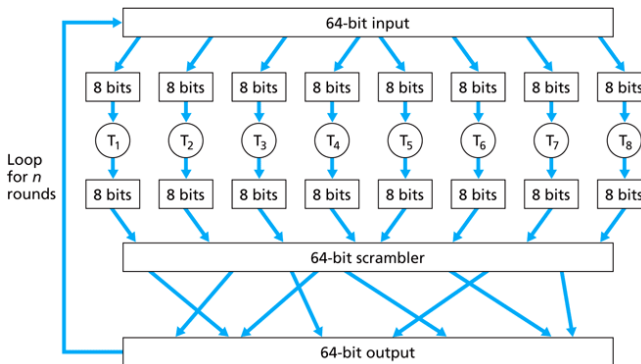 64-bit input
8 bits 8 bits 8 bits 8 bits 8 bits 8 bits 8 bits 8 bits
T1 T2 T3 T4 T5 T6 T7 T8
Loop
for n
rounds
8 bits 8 bits 8 bits 8 bits 8 bits 8 bits 8 bits 8 bits
64-bit scrambler
64-bit output